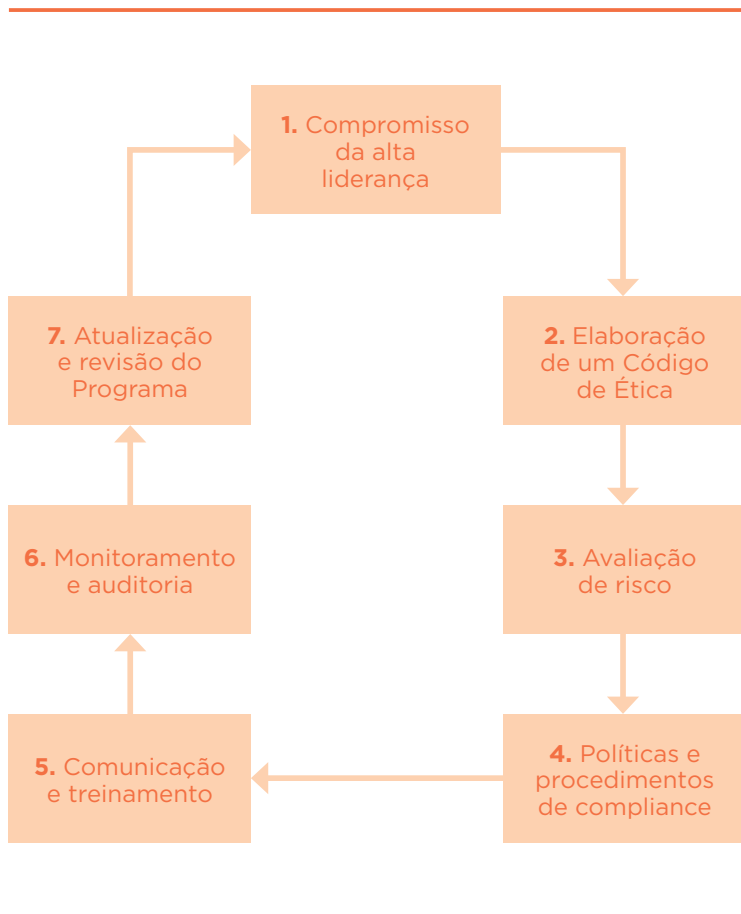 1. Compromisso
da alta
liderança
2. Elaboração
de um Código
de Ética
3. Avaliação
de risco
4. Políticas e
procedimentos
de compliance
5. Comunicação
e treinamento
6. Monitoramento
e auditoria
7. Atualização
e revisão do
Programa